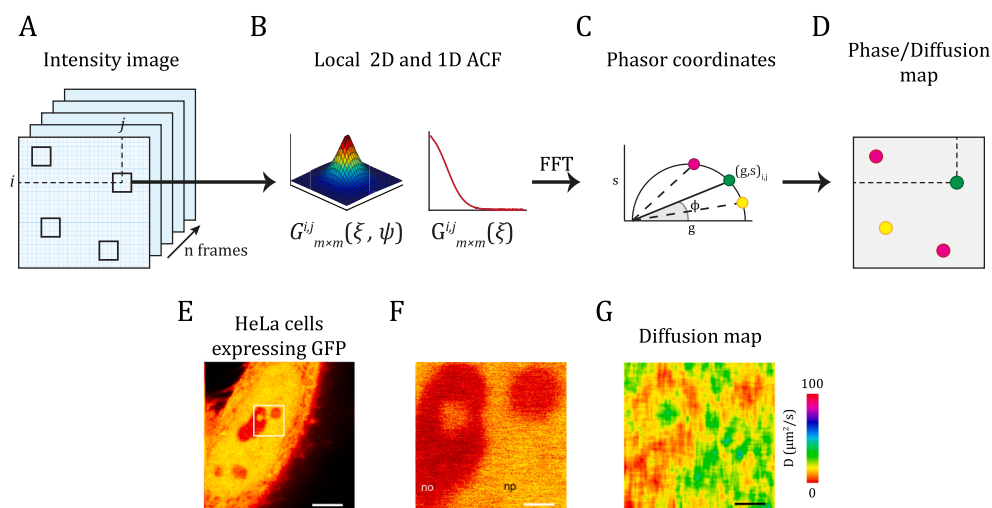 A
Intensity image
j
i
n frames
B
Local 2D and 1D ACF
G^{i,j}_{m×m}(ξ , ψ)
G^{i,j}_{m×m}(ξ)
FFT
C
Phasor coordinates
s
(g,s)_{i,j}
ϕ
g
D
Phase/Diffusion
map
E
HeLa cells
expressing GFP
F
no
np
G
Diffusion map
100
D (μm²/s)
0